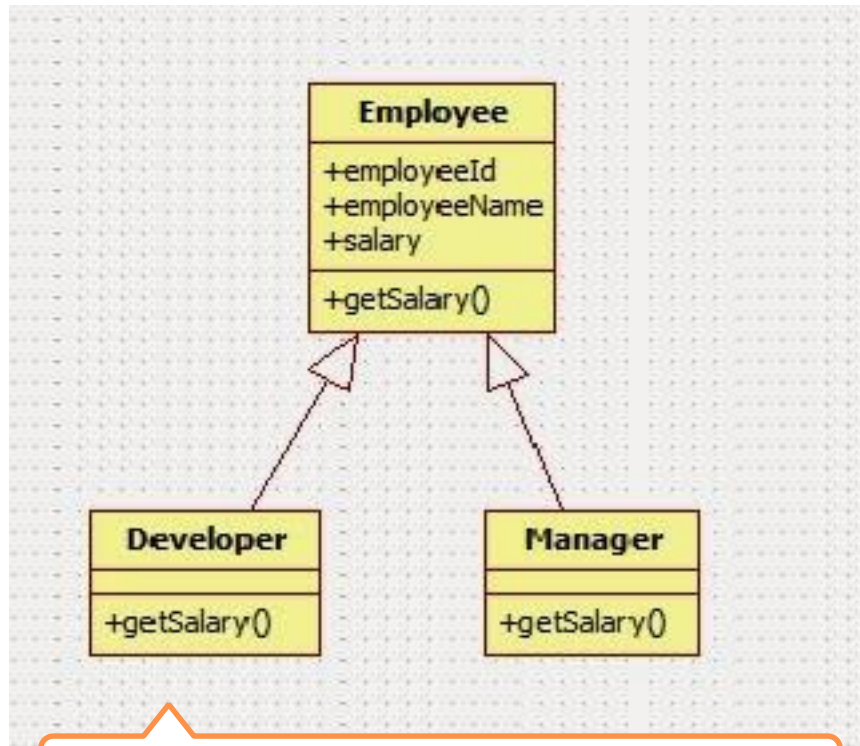 Employee
+employeeId
+employeeName
+salary
+getSalary()
Developer
+getSalary()
Manager
+getSalary()